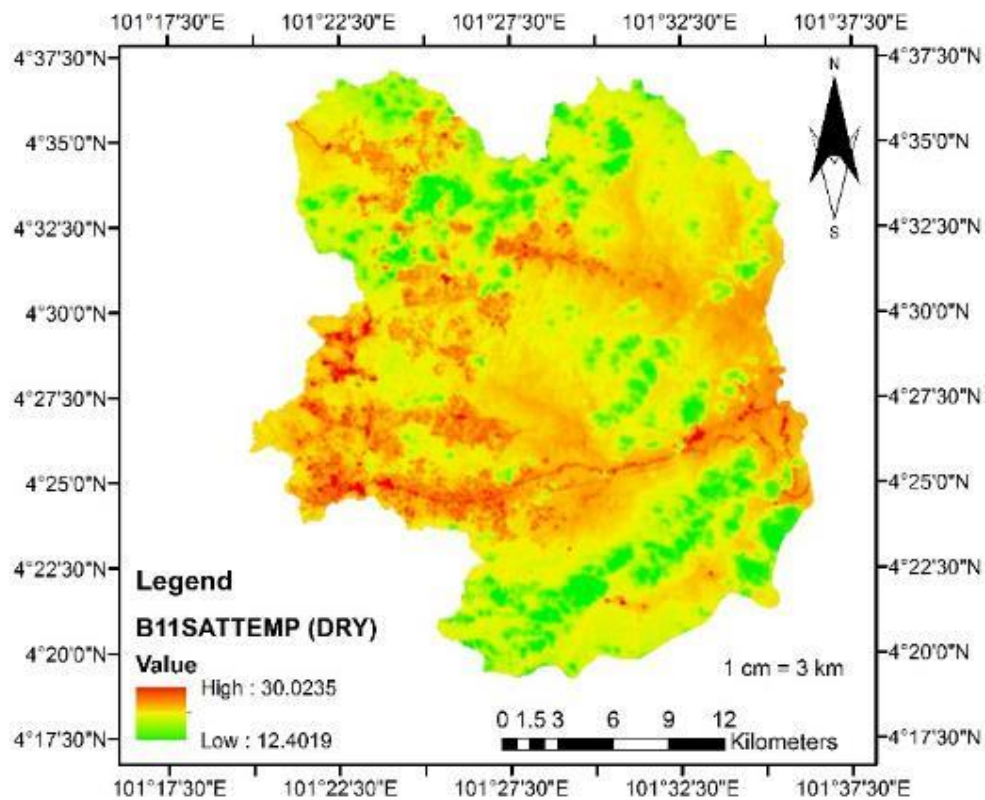 101°17'30"E 101°22'30"E 101°27'30"E 101°32'30"E 101°37'30"E
4°37'30"N 4°37'30"N
N
4°35'0"N 4°35'0"N
4°32'30"N 4°32'30"N
S
4°30'0"N 4°30'0"N
4°27'30"N 4°27'30"N
4°25'0"N 4°25'0"N
4°22'30"N 4°22'30"N
Legend
B11SATTEMP (DRY)
4°20'0"N 4°20'0"N
Value
1 cm = 3 km
High : 30.0235
0 1.5 3 6 9 12
Low : 12.4019
Kilometers
4°17'30"N 4°17'30"N
101°17'30"E 101°22'30"E 101°27'30"E 101°32'30"E 101°37'30"E